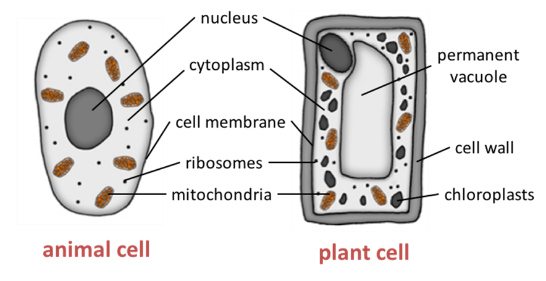 nucleus
cytoplasm
permanent
vacuole
cell membrane
cell wall
ribosomes
mitochondria
chloroplasts
animal cell
plant cell